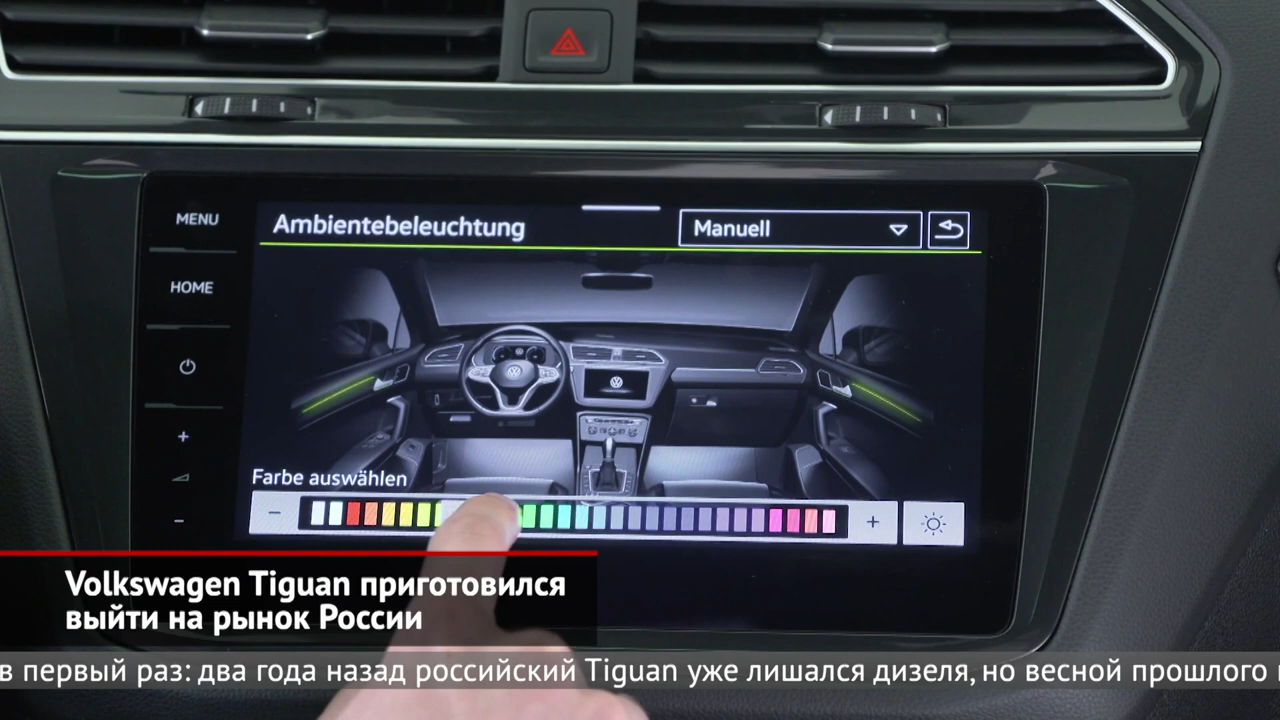 MENU
Ambientebeleuchtung
Manuell
HOME
Farbe auswählen
Volkswagen Tiguan приготовился
выйти на рынок России
в первый раз: два года назад российский Tiguan уже лишался дизеля, но весной прошлого